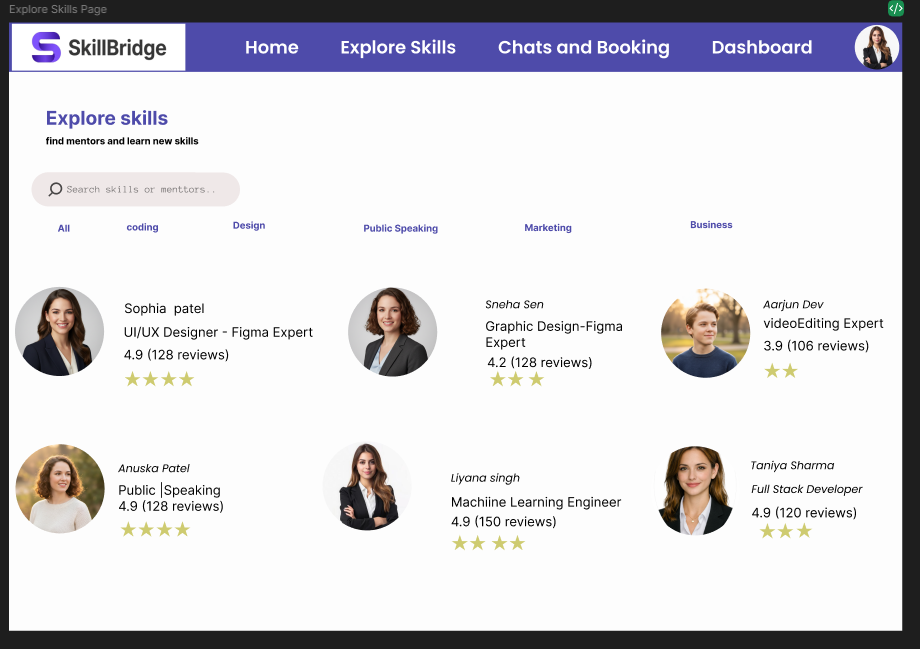 Explore Skills Page
SkillBridge
Home
Explore Skills
Chats and Booking
Dashboard
Explore skills
find mentors and learn new skills
Search skills or menttors..
All
coding
Design
Public Speaking
Marketing
Business
Sophia patel
UI/UX Designer - Figma Expert
4.9 (128 reviews)
Sneha Sen
Graphic Design-Figma
Expert
4.2 (128 reviews)
Aarjun Dev
videoEditing Expert
3.9 (106 reviews)
Anuska Patel
Public |Speaking
4.9 (128 reviews)
Liyana singh
Machiine Learning Engineer
4.9 (150 reviews)
Taniya Sharma
Full Stack Developer
4.9 (120 reviews)